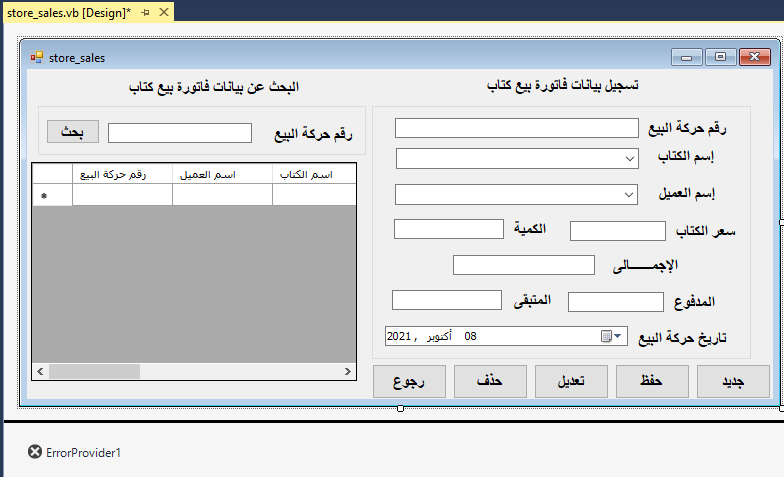 store_sales.vb [Design]*
store_sales
تسجيل بيانات فاتورة بيع كتاب
رقم حركة البيع
إسم الكتاب
إسم العميل
سعر الكتاب
الكمية
الإجمـــــــالى
المدفوع
المتبقى
تاريخ حركة البيع
08 أكتوبر ,2021
جديد
حفظ
تعديل
حذف
رجوع
البحث عن بيانات فاتورة بيع كتاب
رقم حركة البيع
بحث
رقم حركة البيع
اسم العميل
اسم الكتاب
ErrorProvider1